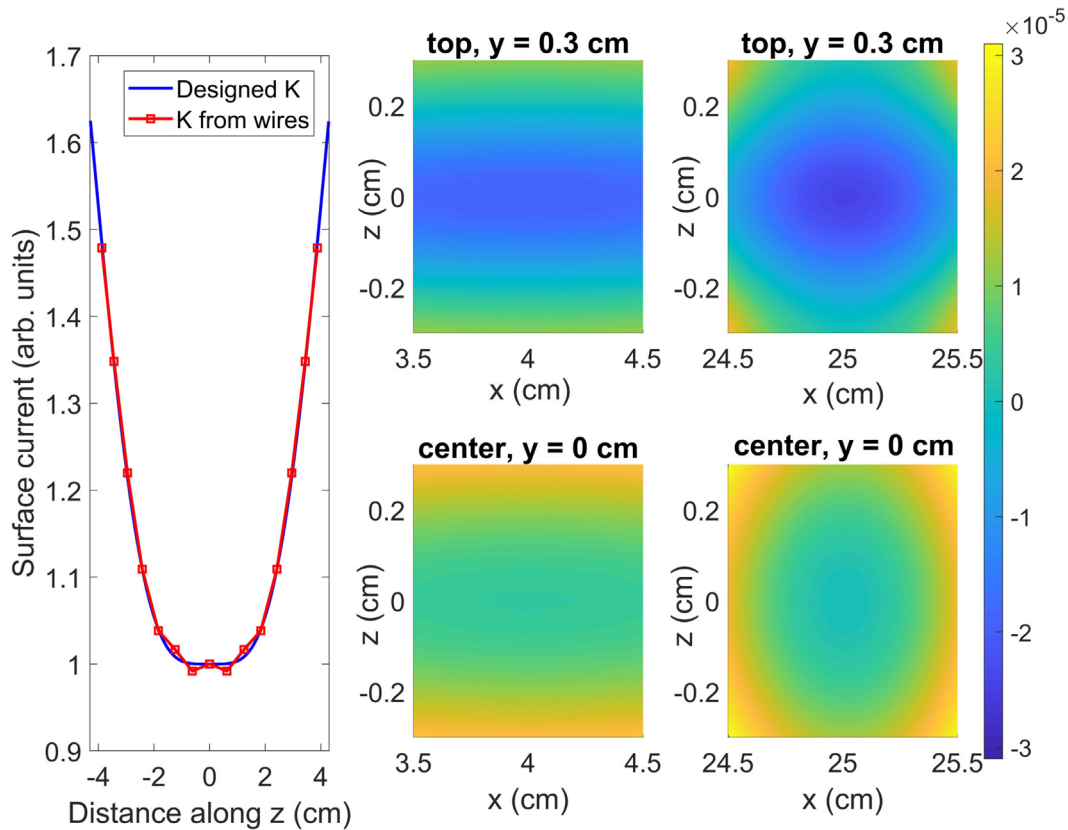 1.7
1.6
1.5
1.4
1.3
1.2
1.1
1
0.9
Surface current (arb. units)
Designed K
K from wires
-4 -2 0 2 4
Distance along z (cm)
top, y = 0.3 cm
0.2
0
-0.2
z (cm)
3.5 4 4.5
x (cm)
top, y = 0.3 cm
0.2
0
-0.2
z (cm)
24.5 25 25.5
x (cm)
center, y = 0 cm
0.2
0
-0.2
z (cm)
3.5 4 4.5
x (cm)
center, y = 0 cm
0.2
0
-0.2
z (cm)
24.5 25 25.5
x (cm)
×10⁻⁵
3
2
1
0
-1
-2
-3